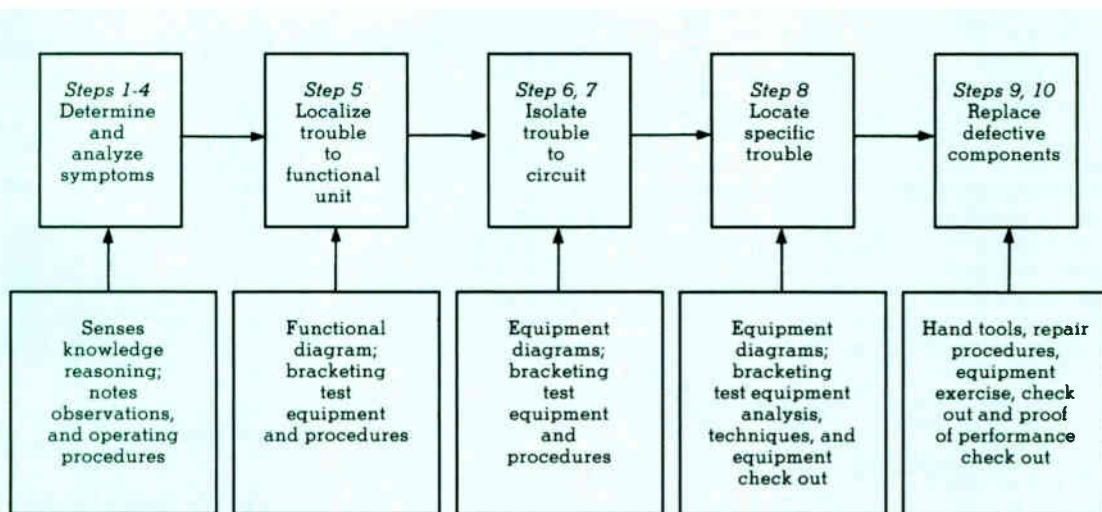 Steps 1-4
Determine
and
analyze
symptoms
Step 5
Localize
trouble
to
functional
unit
Step 6, 7
Isolate
trouble
to
circuit
Step 8
Locate
specific
trouble
Steps 9, 10
Replace
defective
components
Senses
knowledge
reasoning;
notes
observations,
and operating
procedures
Functional
diagram;
bracketing
test
equipment
and procedures
Equipment
diagrams;
bracketing
test
equipment
and
procedures
Equipment
diagrams;
bracketing
test equipment
analysis,
techniques, and
equipment
check out
Hand tools, repair
procedures,
equipment
exercise, check
out and proof
of performance
check out